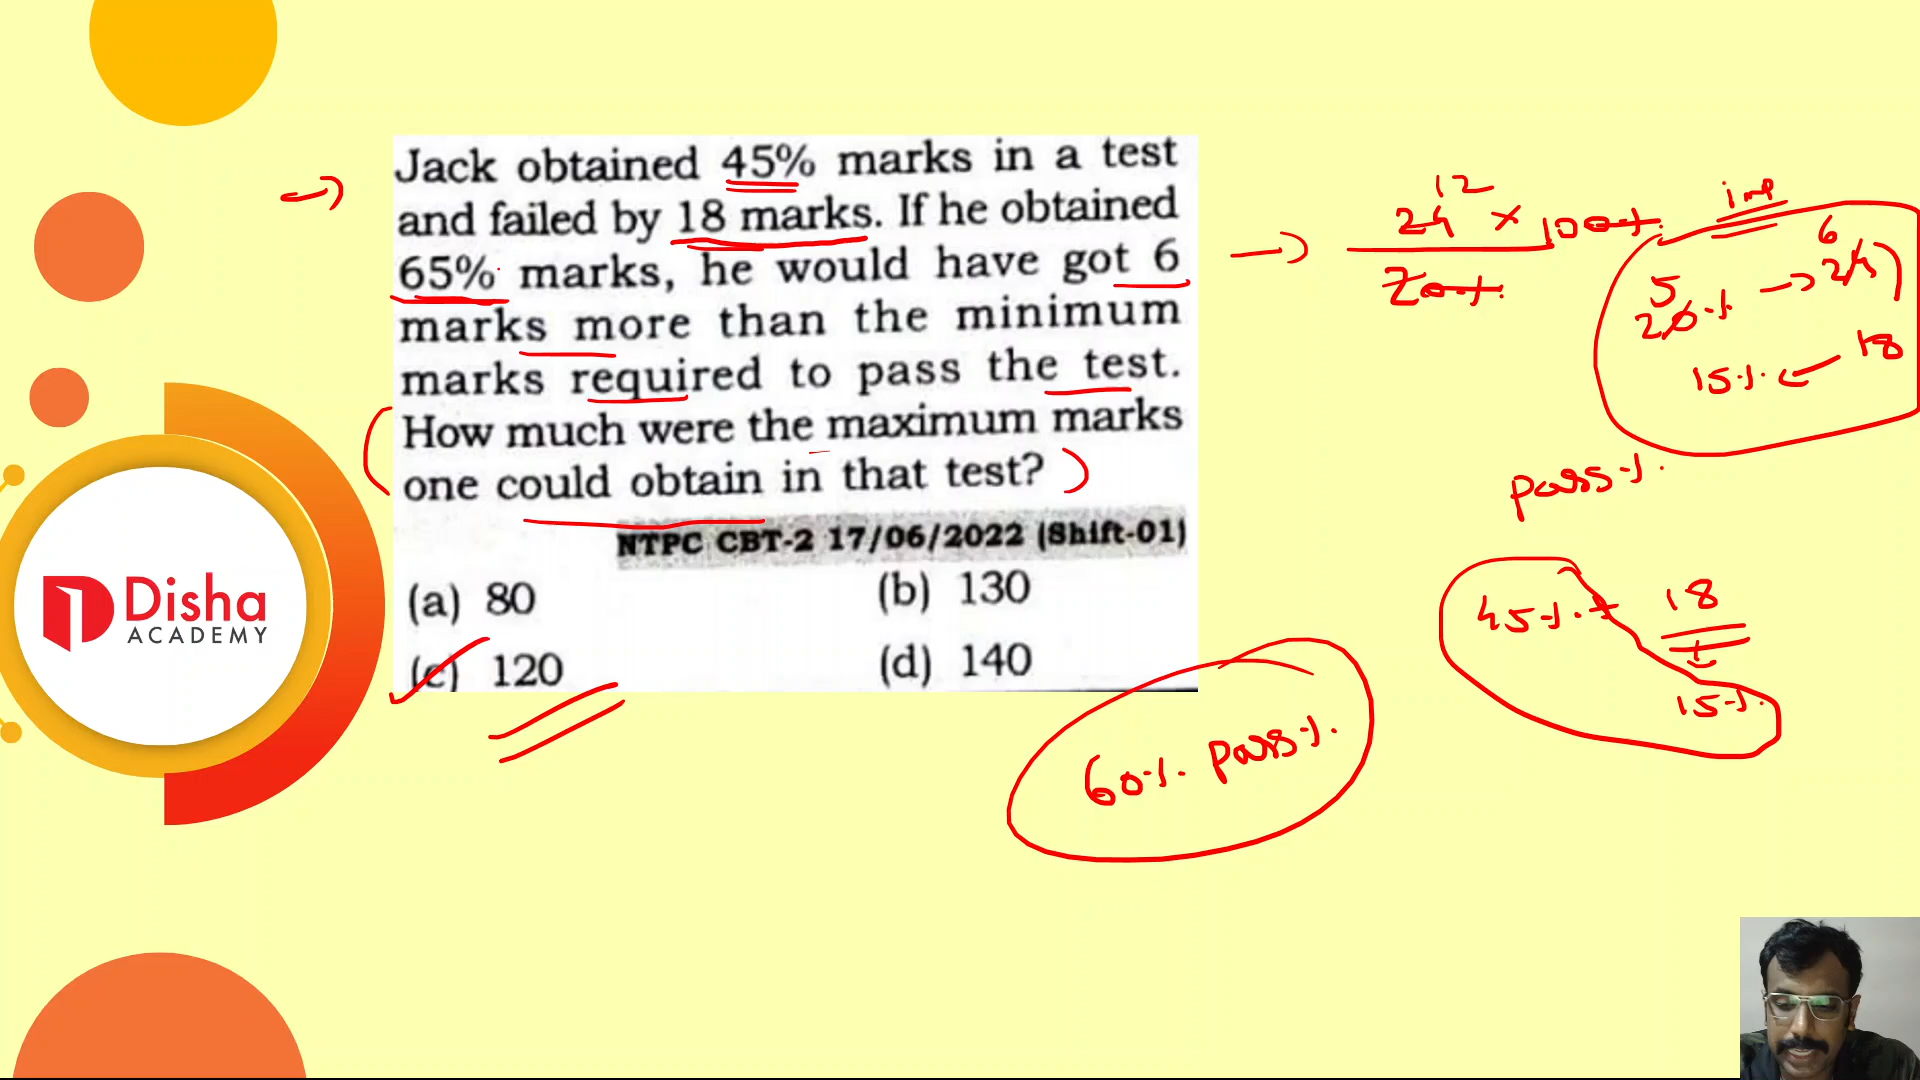 Jack obtained 45% marks in a test
and failed by 18 marks. If he obtained
65% marks, he would have got 6
marks more than the minimum
marks required to pass the test.
How much were the maximum marks
one could obtain in that test?
NTPC CBT-2 17/06/2022 (Shift-01)
(a) 80
(b) 130
(c) 120
(d) 140
Disha
ACADEMY
12
24 × 100%
20%
imp
5 6
20% → 24
15% ← 18
pass%
45% + 18
15%
60% pass%